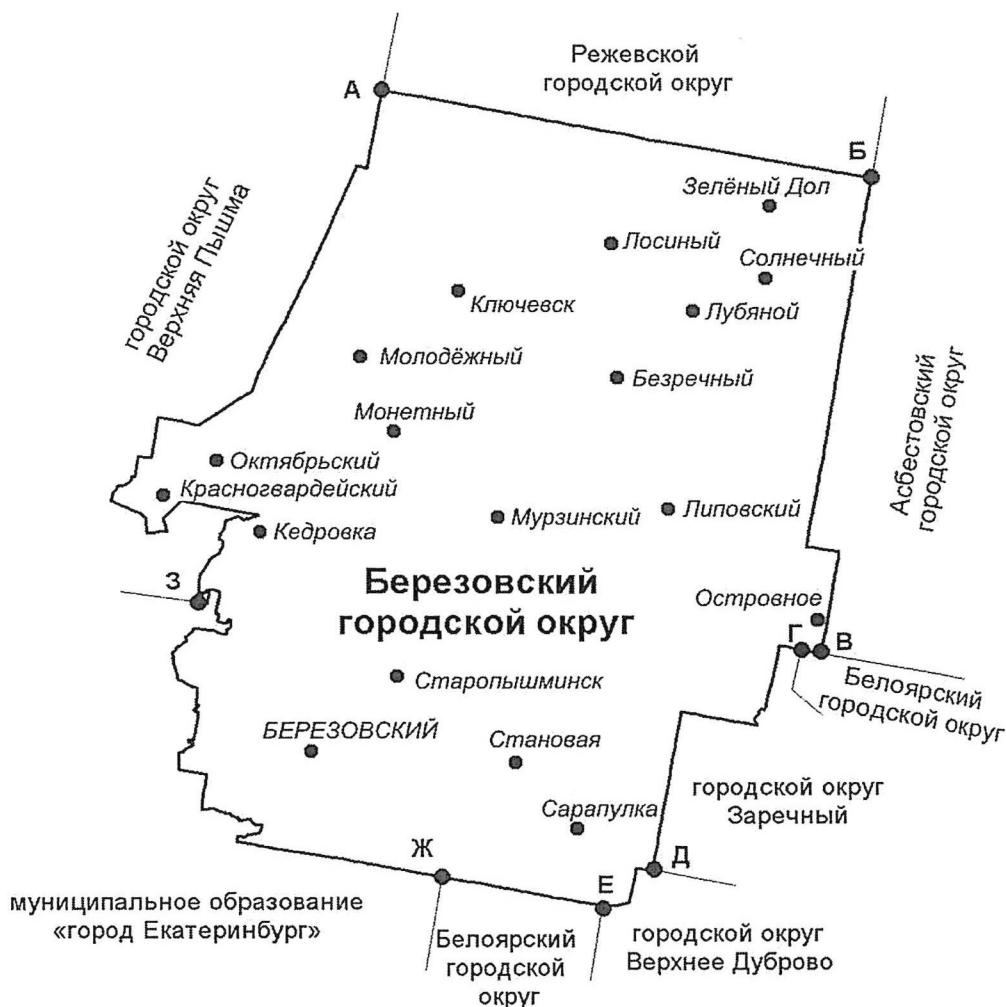 Режевской
городской округ
А
Б
Зелёный Дол
городской округ
Верхняя Пышма
Лосиный
Солнечный
Ключевск
Лубяной
Молодёжный
Безречный
Асбестовский
городской округ
Монетный
Октябрьский
Красногвардейский
Мурзинский
Липовский
Кедровка
З
Березовский
городской округ
Островное
Г
В
Белоярский
городской округ
Старопышминск
БЕРЕЗОВСКИЙ
Становая
городской округ
Заречный
Сарапулка
Ж
Д
Е
муниципальное образование
«город Екатеринбург»
Белоярский
городской
округ
городской округ
Верхнее Дуброво